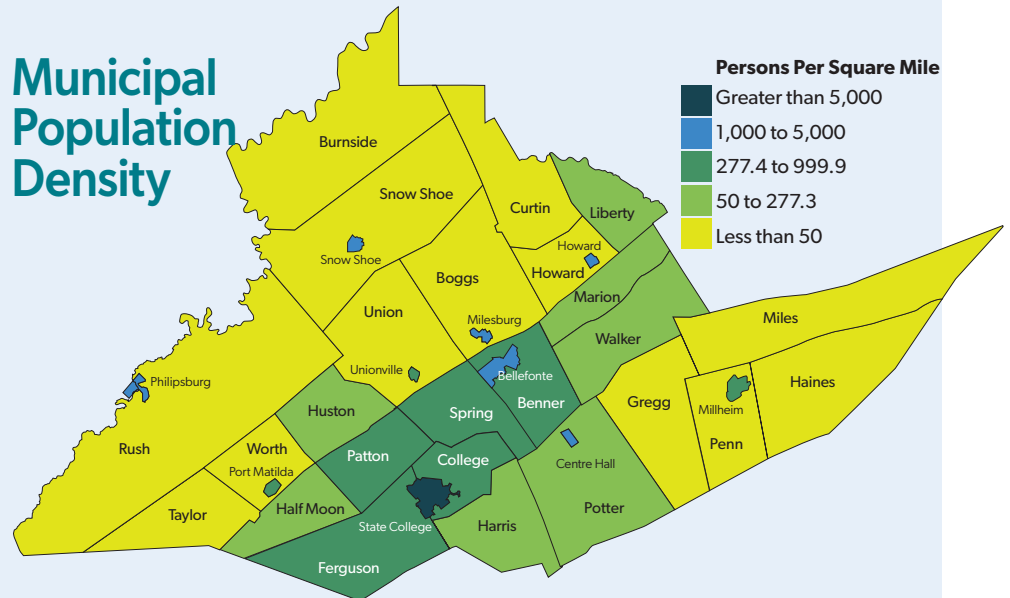 Municipal
Population
Density
Persons Per Square Mile
Greater than 5,000
1,000 to 5,000
277.4 to 999.9
50 to 277.3
Less than 50
Burnside
Snow Shoe
Curtin
Liberty
Snow Shoe
Howard
Howard
Boggs
Marion
Union
Milesburg
Miles
Walker
Unionville
Bellefonte
Philipsburg
Haines
Benner
Gregg
Millheim
Huston
Spring
Penn
Rush
Worth
Patton
College
Centre Hall
Port Matilda
Half Moon
Potter
Taylor
State College
Harris
Ferguson